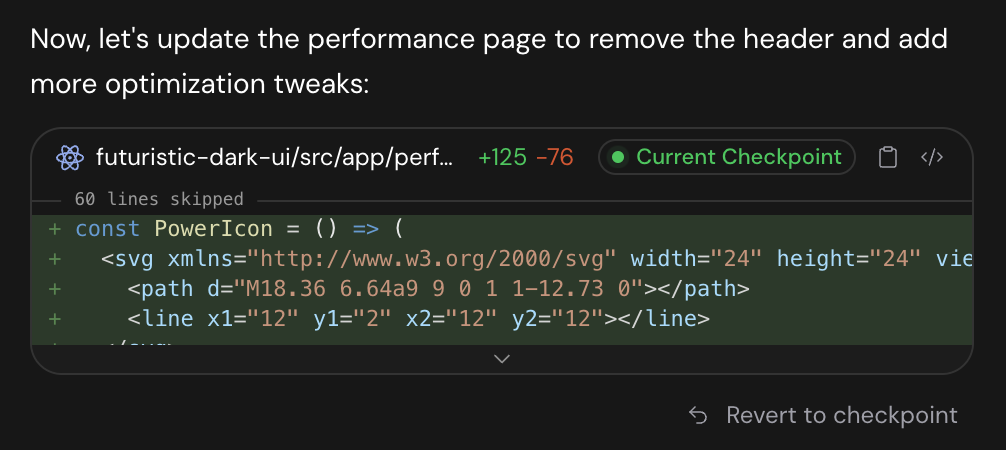 Now, let's update the performance page to remove the header and add
more optimization tweaks:
futuristic-dark-ui/src/app/perf... +125 -76 Current Checkpoint </>
60 lines skipped
+ const PowerIcon = () => (
+ <svg xmlns="http://www.w3.org/2000/svg" width="24" height="24" vie
+ <path d="M18.36 6.64a9 9 0 1 1-12.73 0"></path>
+ <line x1="12" y1="2" x2="12" y2="12"></line>
Revert to checkpoint